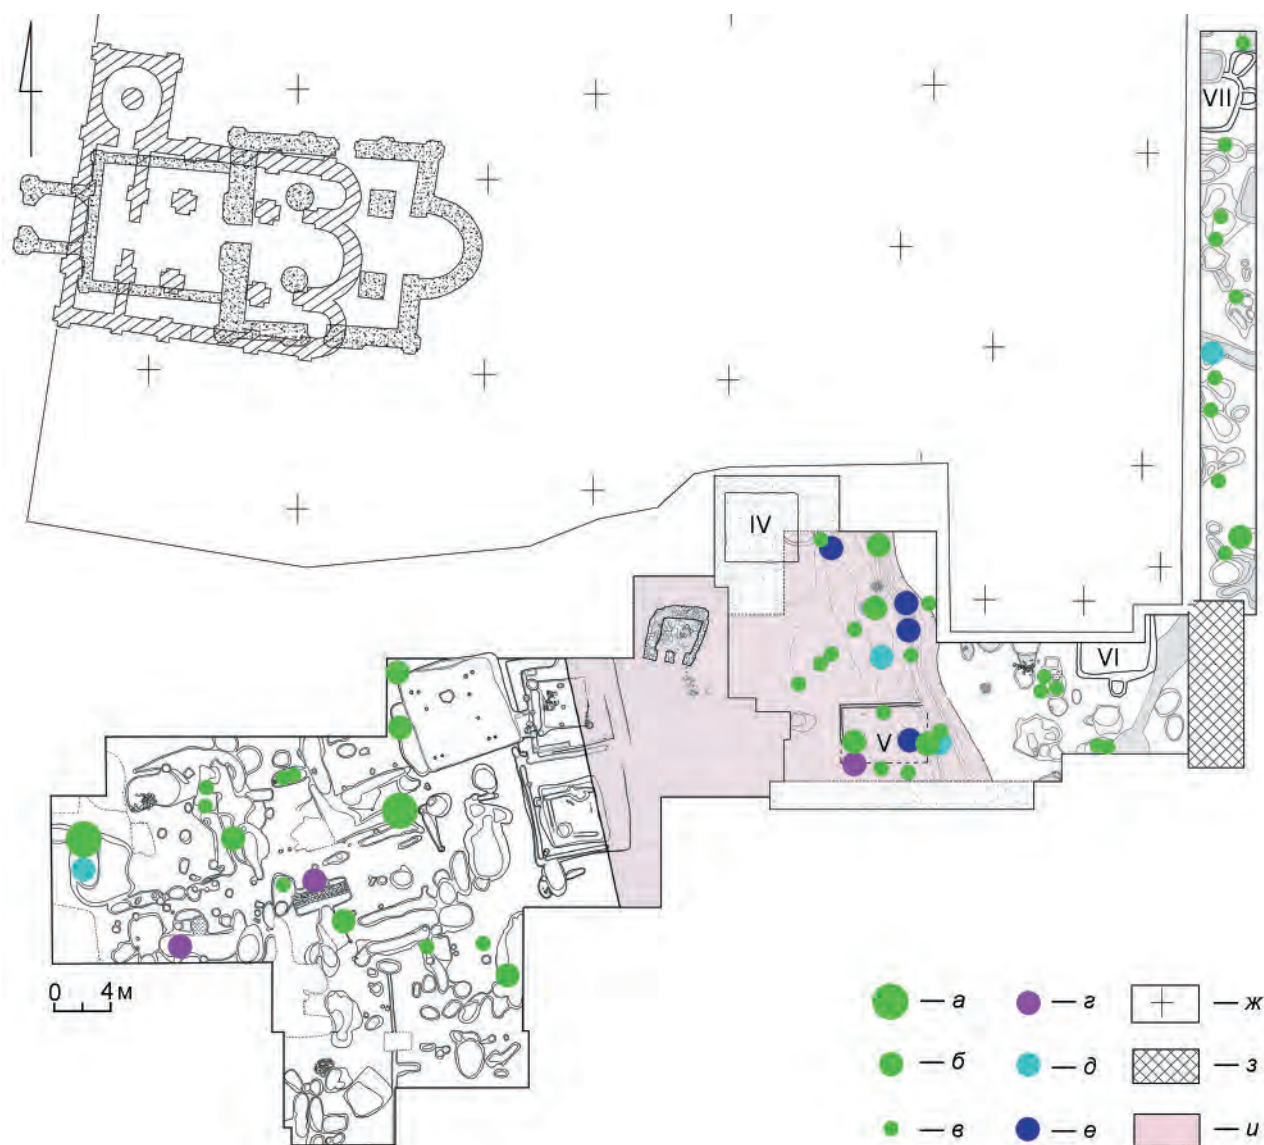 VII
IV
VI
V
0 4 м
— а — г — ж
— б — д — з
— в — е — и